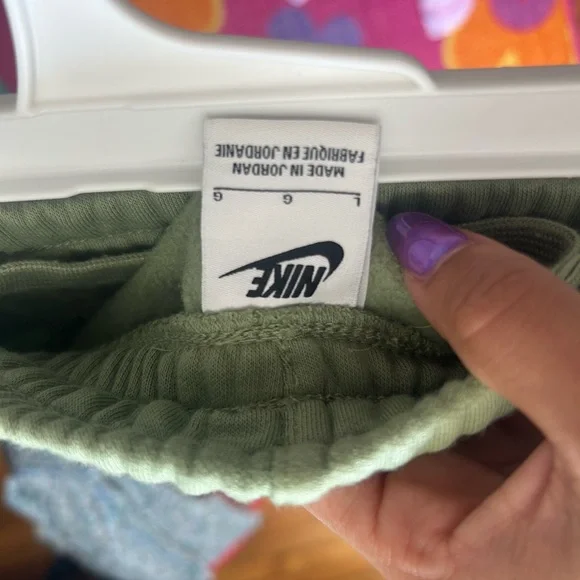 NIKE
L G G
MADE IN JORDAN
FABRIQUE EN JORDANIE